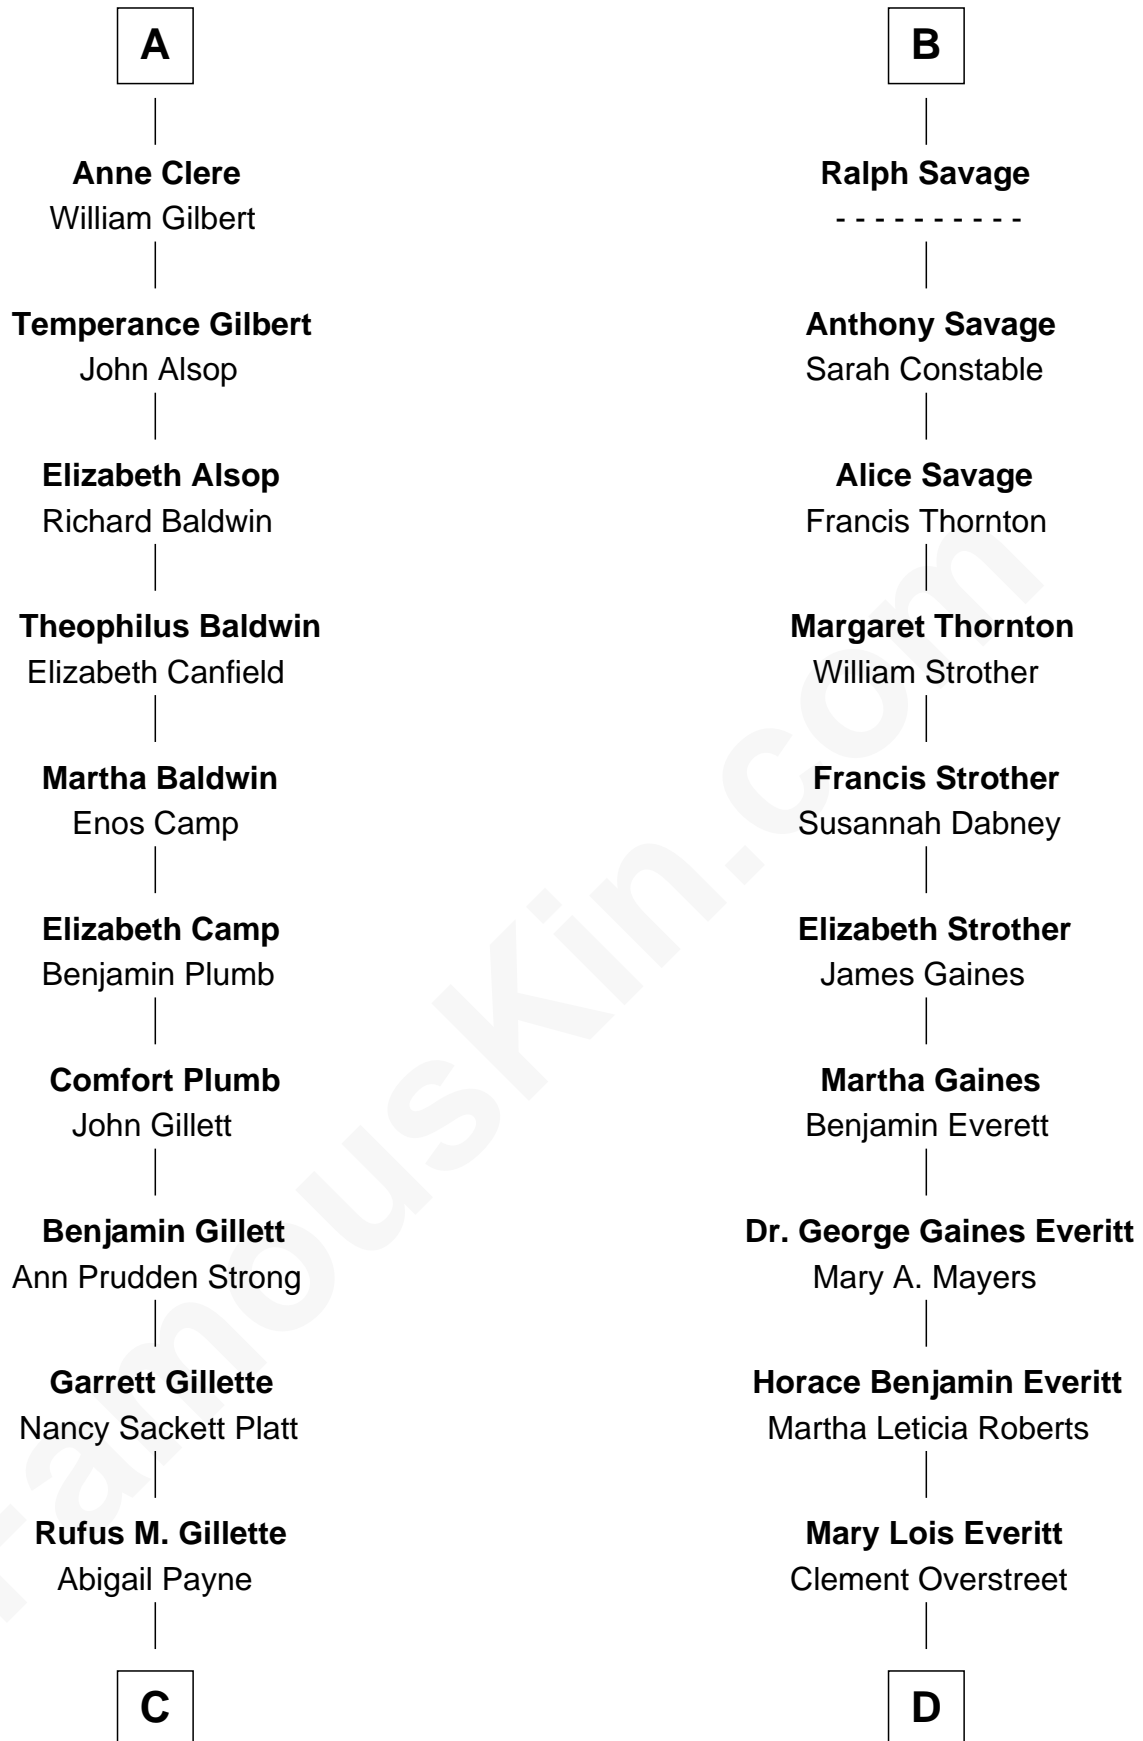 A
Anne Clere
William Gilbert
Temperance Gilbert
John Alsop
Elizabeth Alsop
Richard Baldwin
Theophilus Baldwin
Elizabeth Canfield
Martha Baldwin
Enos Camp
Elizabeth Camp
Benjamin Plumb
Comfort Plumb
John Gillett
Benjamin Gillett
Ann Prudden Strong
Garrett Gillette
Nancy Sackett Platt
Rufus M. Gillette
Abigail Payne
C
B
Ralph Savage
- - - - - - - - - -
Anthony Savage
Sarah Constable
Alice Savage
Francis Thornton
Margaret Thornton
William Strother
Francis Strother
Susannah Dabney
Elizabeth Strother
James Gaines
Martha Gaines
Benjamin Everett
Dr. George Gaines Everitt
Mary A. Mayers
Horace Benjamin Everitt
Martha Leticia Roberts
Mary Lois Everitt
Clement Overstreet
D
FamousKin.com